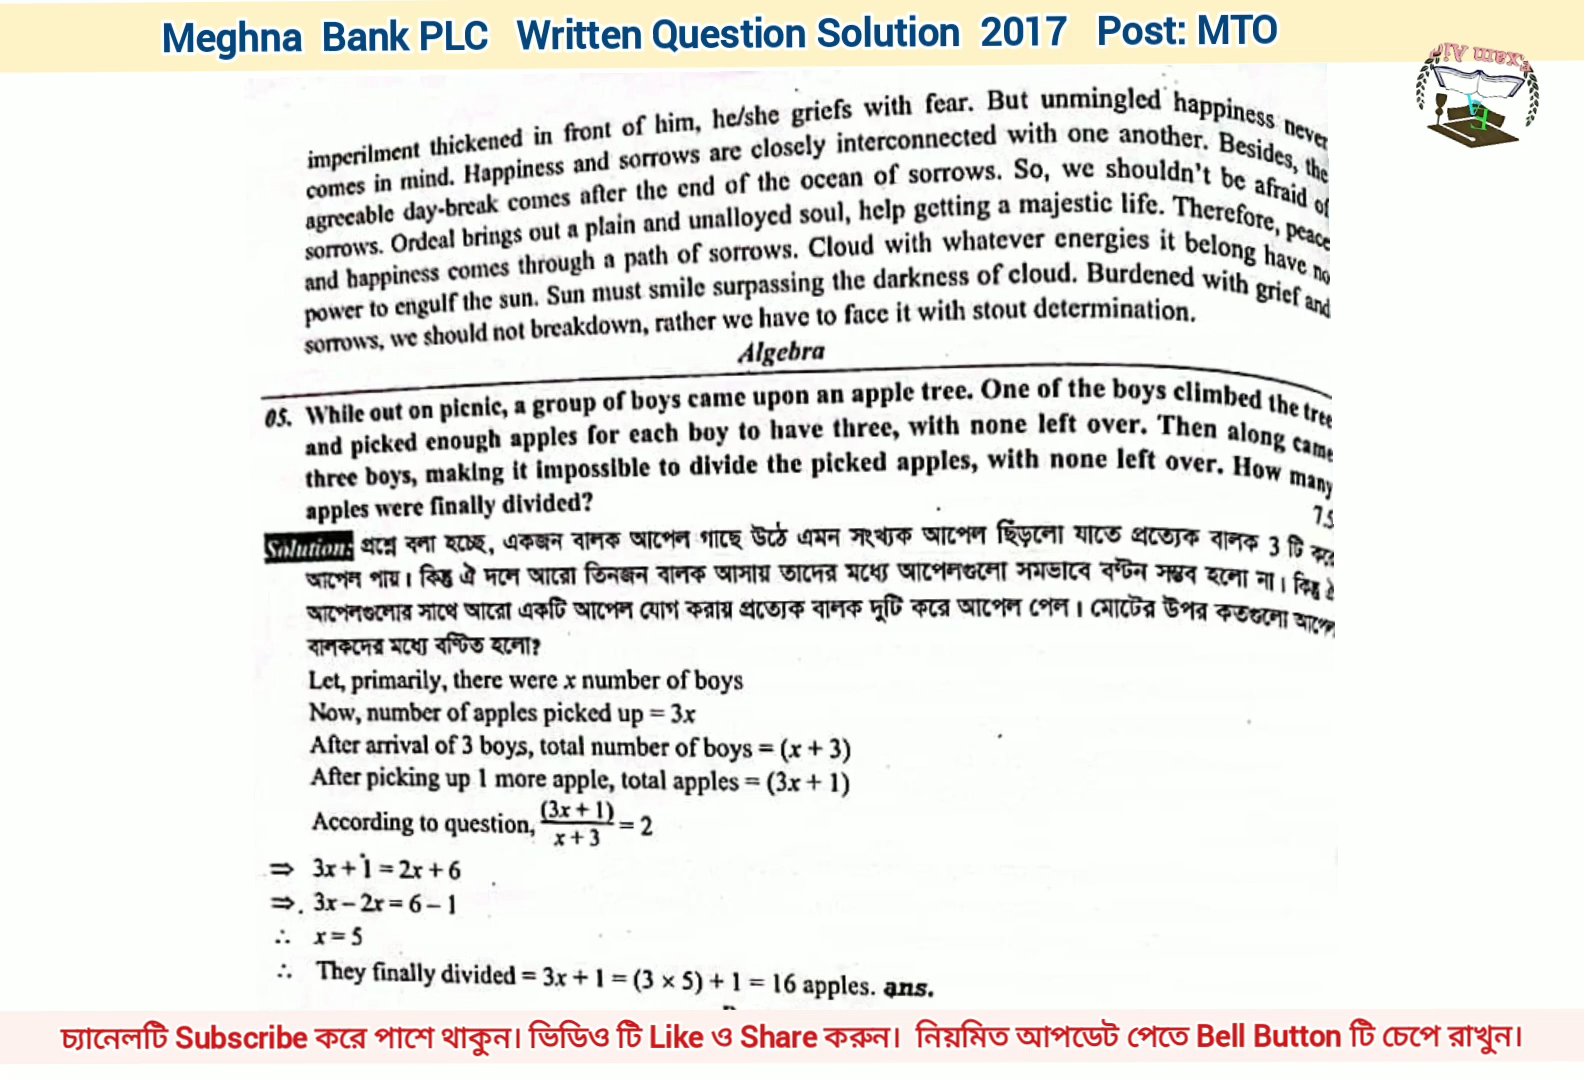 Meghna Bank PLC Written Question Solution 2017 Post: MTO
Exam Aid
imperilment thickened in front of him, he/she griefs with fear. But unmingled happiness never
comes in mind. Happiness and sorrows are closely interconnected with one another. Besides, the
agreeable day-break comes after the end of the ocean of sorrows. So, we shouldn't be afraid of
sorrows. Ordeal brings out a plain and unalloyed soul, help getting a majestic life. Therefore, peace
and happiness comes through a path of sorrows. Cloud with whatever energies it belong have no
power to engulf the sun. Sun must smile surpassing the darkness of cloud. Burdened with grief and
sorrows, we should not breakdown, rather we have to face it with stout determination.
Algebra
05. While out on picnic, a group of boys came upon an apple tree. One of the boys climbed the tree
and picked enough apples for each boy to have three, with none left over. Then along came
three boys, making it impossible to divide the picked apples, with none left over. How many
apples were finally divided?
Solution: প্রশ্নে বলা হচ্ছে, একজন বালক আপেল গাছে উঠে এমন সংখ্যক আপেল ছিঁড়লো যাতে প্রত্যেক বালক 3 টি করে
আপেল পায়। কিন্তু ঐ দলে আরো তিনজন বালক আসায় তাদের মধ্যে আপেলগুলো সমভাবে বণ্টন সম্ভব হলো না। কিন্তু ঐ
আপেলগুলোর সাথে আরো একটি আপেল যোগ করায় প্রত্যেক বালক দুটি করে আপেল পেল। মোটের উপর কতগুলো আপেল
বালকদের মধ্যে বণ্টিত হলো?
Let, primarily, there were x number of boys
Now, number of apples picked up = 3x
After arrival of 3 boys, total number of boys = (x + 3)
After picking up 1 more apple, total apples = (3x + 1)
According to question, (3x + 1) / x + 3 = 2
⇒ 3x + 1 = 2x + 6
⇒ 3x – 2x = 6 – 1
∴ x = 5
∴ They finally divided = 3x + 1 = (3 × 5) + 1 = 16 apples. ans.
চ্যানেলটি Subscribe করে পাশে থাকুন। ভিডিও টি Like ও Share করুন। নিয়মিত আপডেট পেতে Bell Button টি চেপে রাখুন।